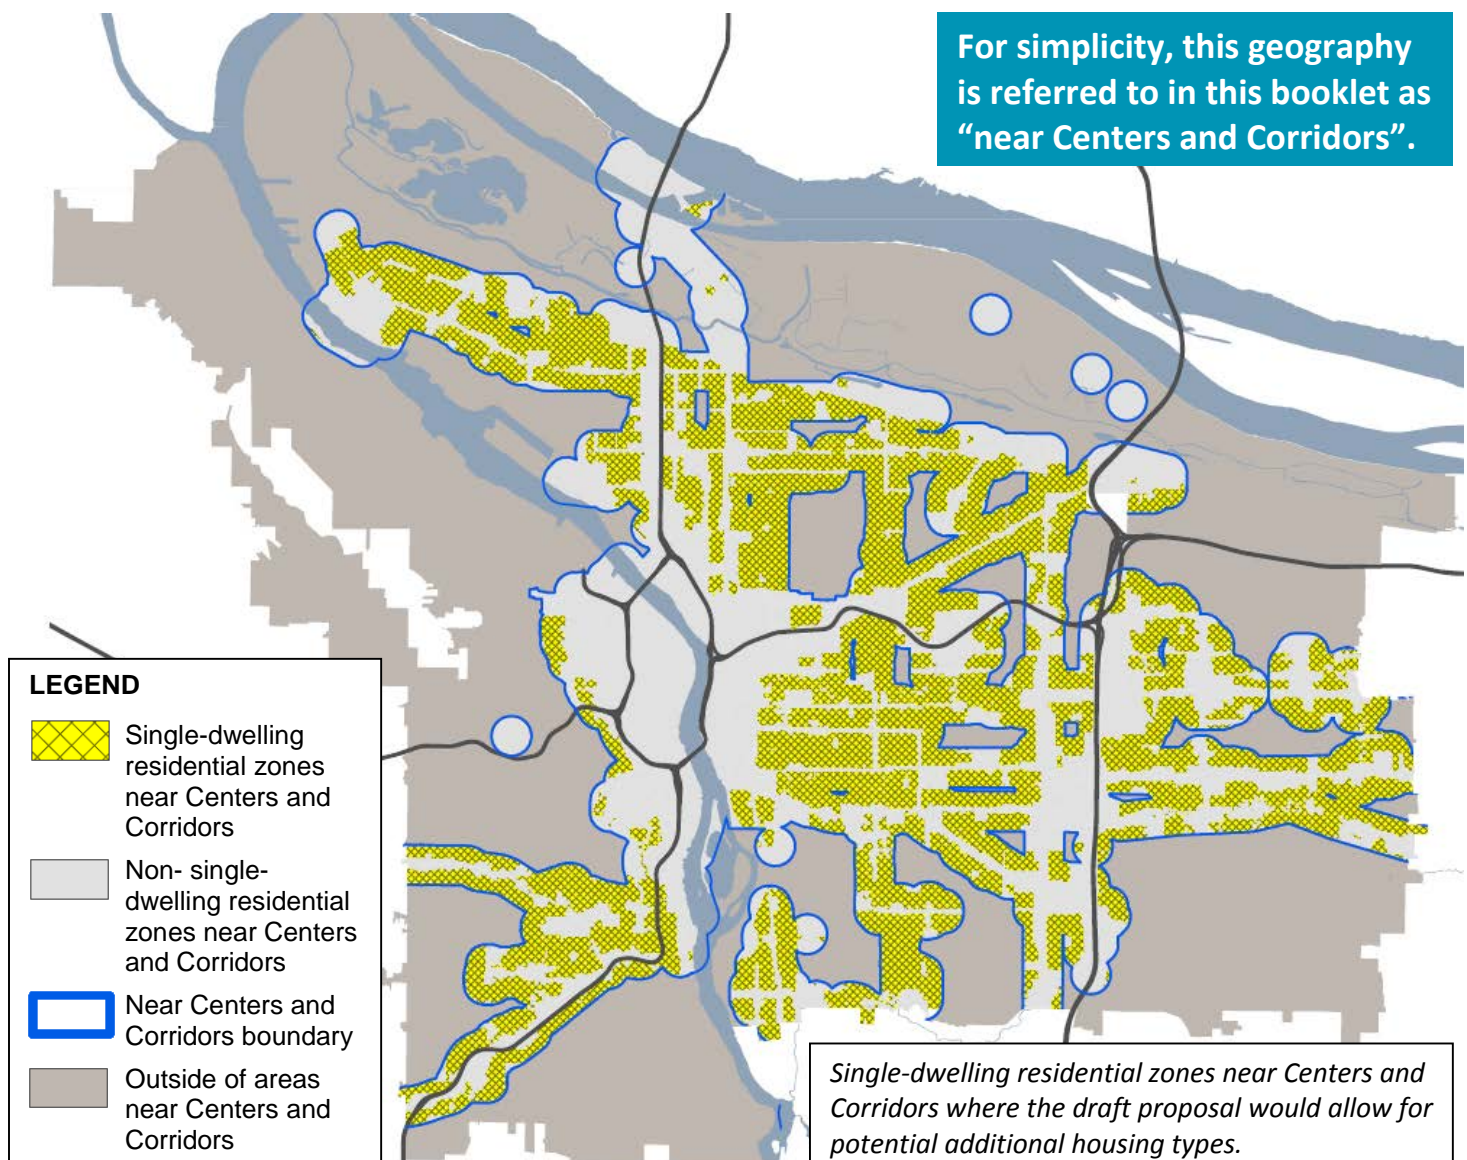 For simplicity, this geography
is referred to in this booklet as
“near Centers and Corridors”.
LEGEND
Single-dwelling
residential zones
near Centers and
Corridors
Non- single-
dwelling residential
zones near Centers
and Corridors
Near Centers and
Corridors boundary
Outside of areas
near Centers and
Corridors
Single-dwelling residential zones near Centers and
Corridors where the draft proposal would allow for
potential additional housing types.